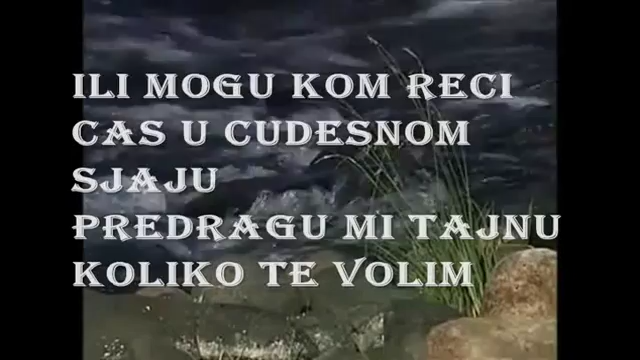 ILI MOGU KOM RECI
CAS U CUDESNOM
SJAJU
PREDRAGU MI TAJNU
KOLIKO TE VOLIM